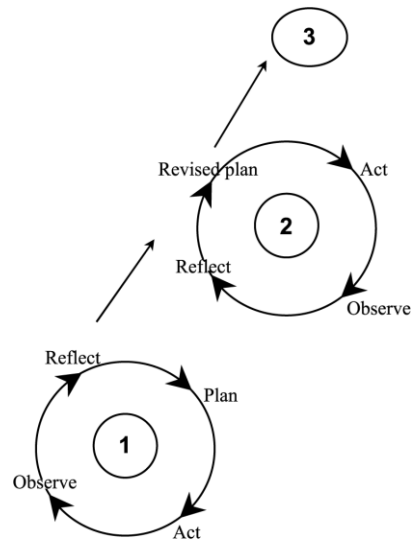 3
Revised plan
Act
2
Reflect
Observe
Reflect
Plan
1
Observe
Act